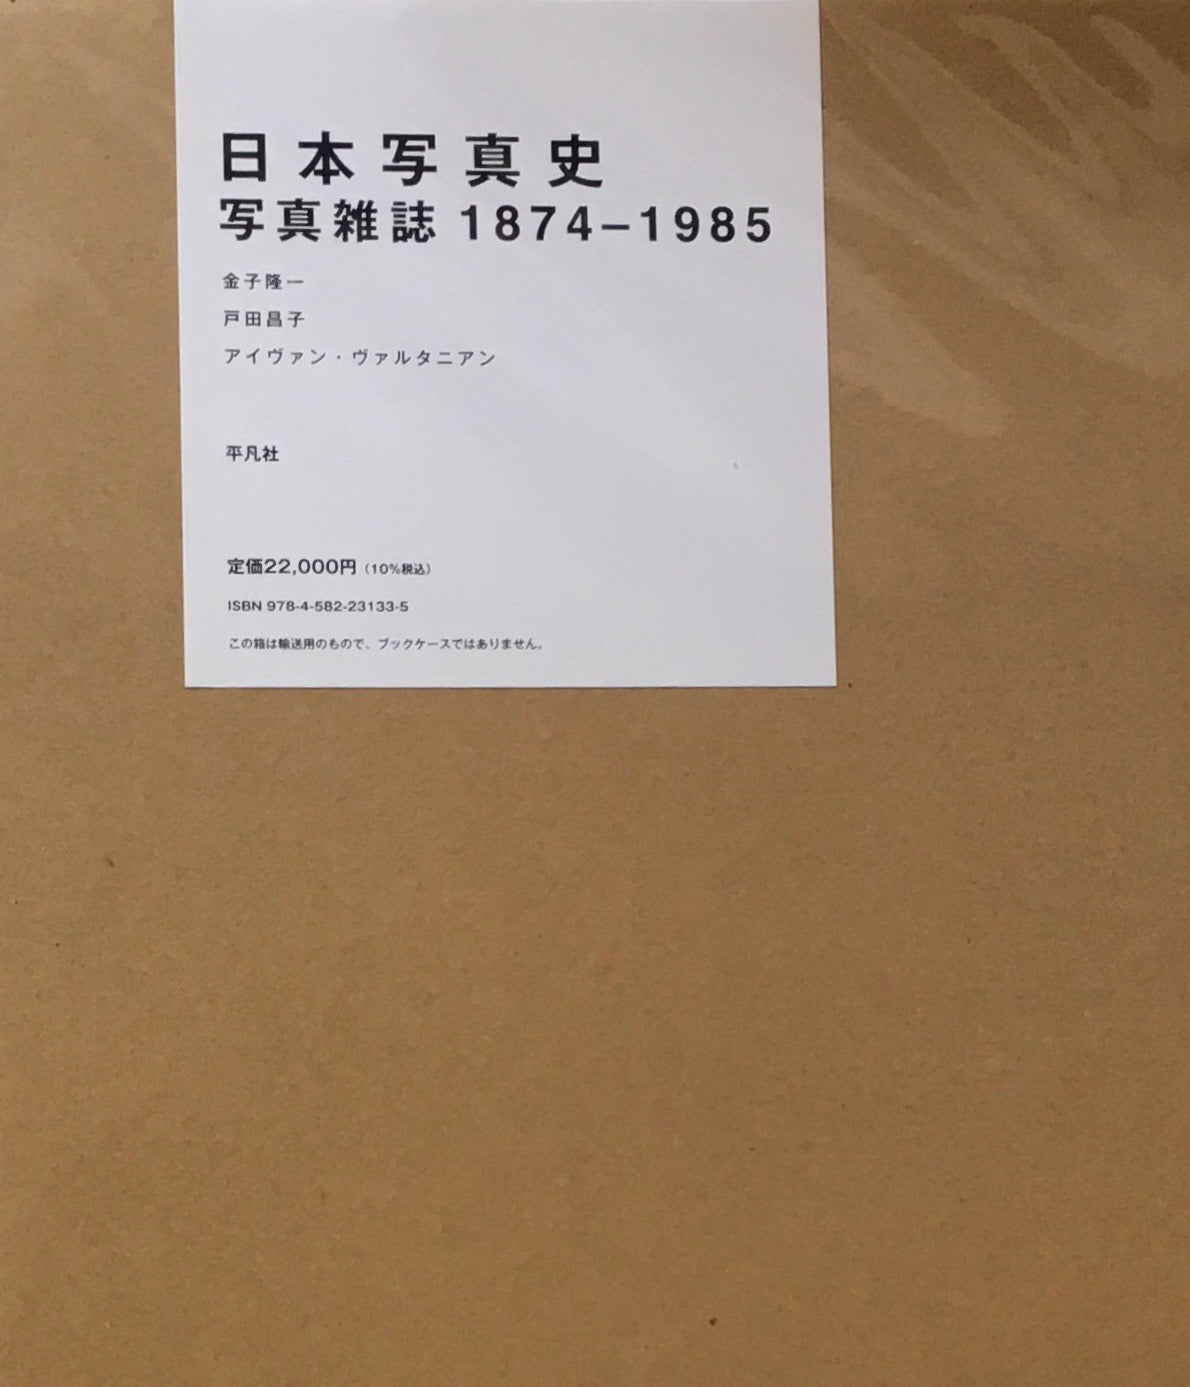 日本写真史
写真雑誌 1874–1985
金子隆一
戸田昌子
アイヴァン・ヴァルタニアン
平凡社
定価22,000円（10%税込）
ISBN 978-4-582-23133-5
この箱は輸送用のもので、ブックケースではありません。